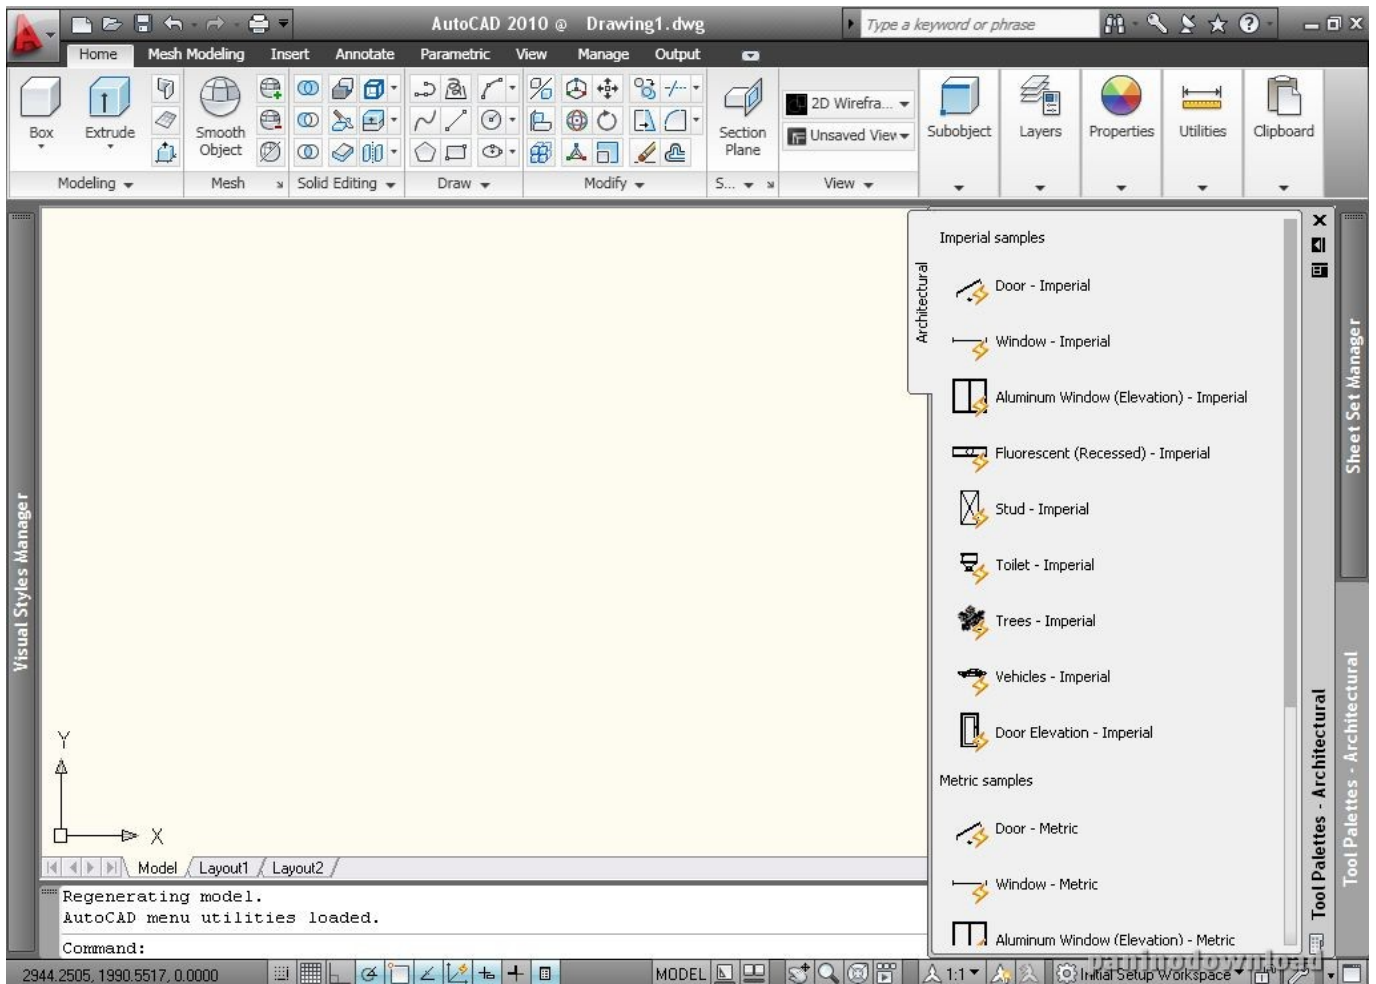 AutoCAD 2010 @ Drawing1.dwg
Type a keyword or phrase
Home Mesh Modeling Insert Annotate Parametric View Manage Output
Box Extrude Smooth Object Section Plane
2D Wirefra...
Unsaved View
Subobject Layers Properties Utilities Clipboard
Modeling Mesh Solid Editing Draw Modify S... View
Visual Styles Manager
Architectural
Imperial samples
Door - Imperial
Window - Imperial
Aluminum Window (Elevation) - Imperial
Fluorescent (Recessed) - Imperial
Stud - Imperial
Toilet - Imperial
Trees - Imperial
Vehicles - Imperial
Door Elevation - Imperial
Metric samples
Door - Metric
Window - Metric
Aluminum Window (Elevation) - Metric
Tool Palettes - Architectural
Sheet Set Manager
Tool Palettes - Architectural
Y
X
Model Layout1 Layout2
Regenerating model.
AutoCAD menu utilities loaded.
Command:
2944.2505, 1990.5517, 0.0000
MODEL
1:1
Initial Setup Workspace